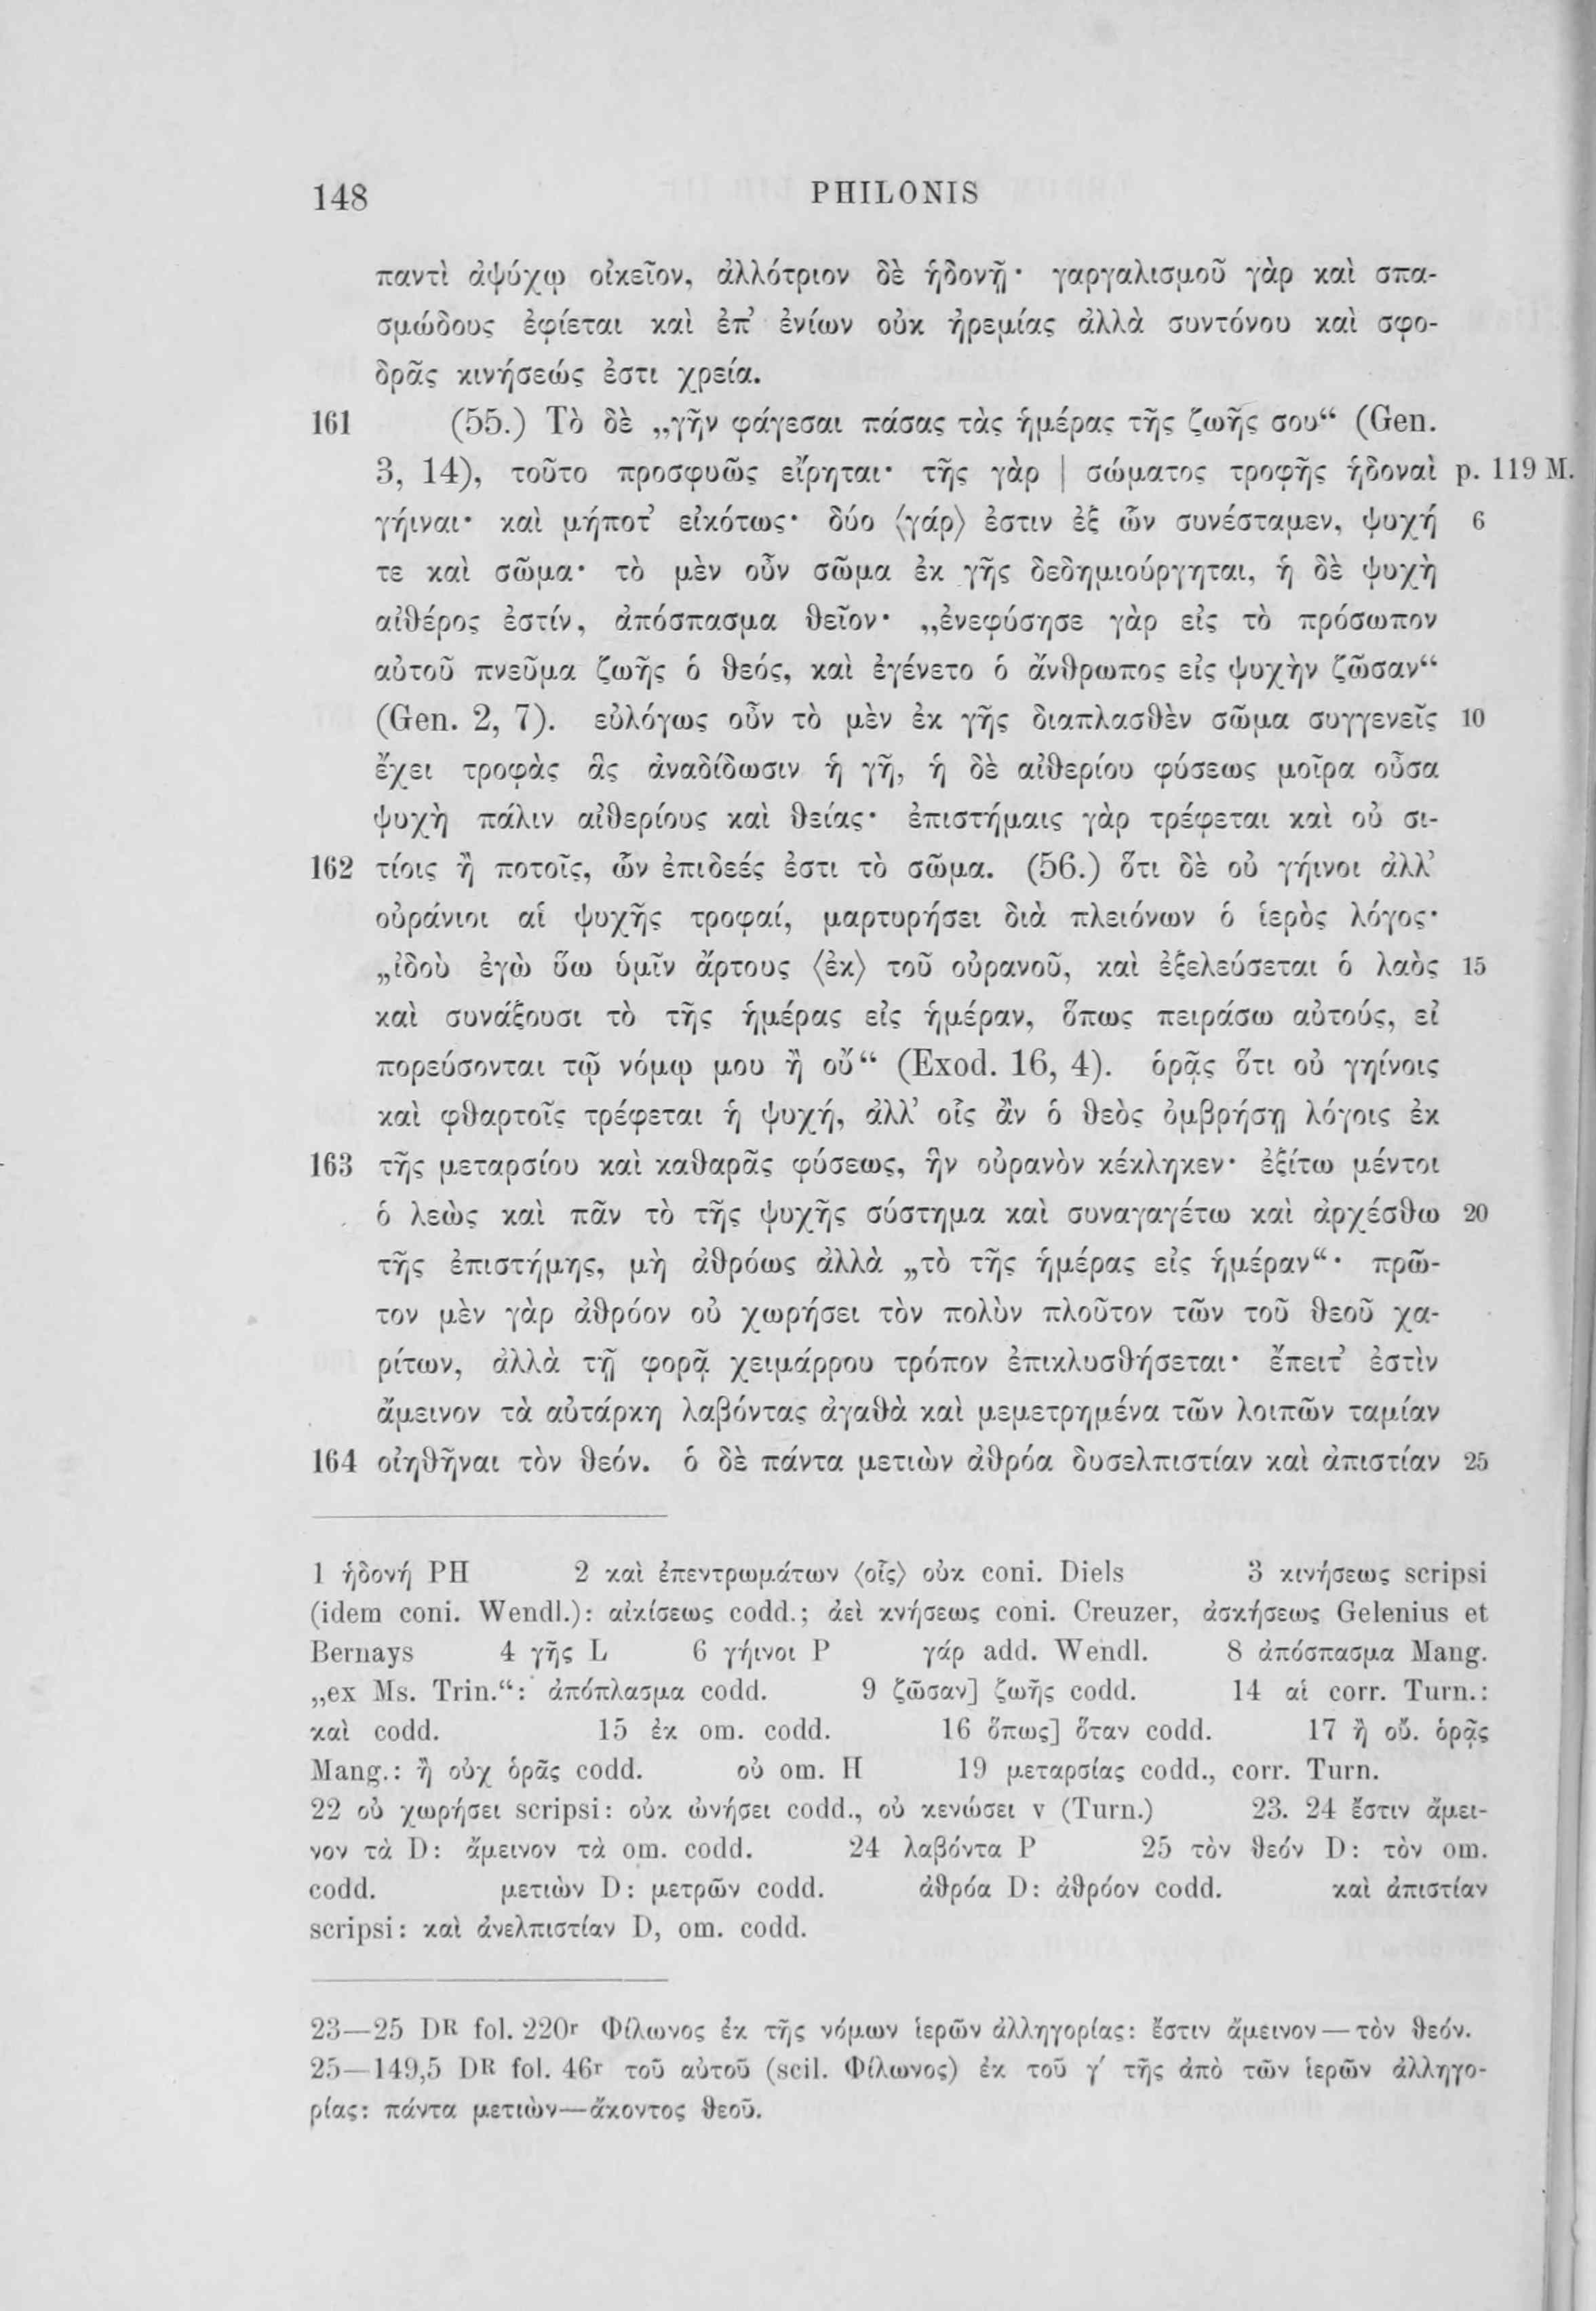 148 PHILONIS
παντὶ ἀψύχῳ οἰκεῖον, ἀλλότριον δὲ ἡδονῇ· γαργαλισμοῦ γὰρ καὶ σπα-
σμώδους ἐφίεται καὶ ἐπ’ ἐνίων οὐκ ἠρεμίας ἀλλὰ συντόνου καὶ σφο-
δρᾶς κινήσεώς ἐστι χρεία.
161 (55.) Τὸ δὲ „γῆν φάγεσαι πάσας τὰς ἡμέρας τῆς ζωῆς σου“ (Gen.
3, 14), τοῦτο προσφυῶς εἴρηται· τῆς γὰρ | σώματος τροφῆς ἡδοναὶ p. 119 M.
γήιναι· καὶ μήποτ’ εἰκότως· δύο ⟨γάρ⟩ ἐστιν ἐξ ὧν συνέσταμεν, ψυχή 6
τε καὶ σῶμα· τὸ μὲν οὖν σῶμα ἐκ γῆς δεδημιούργηται, ἡ δὲ ψυχὴ
αἰθέρος ἐστίν, ἀπόσπασμα θεῖον· „ἐνεφύσησε γὰρ εἰς τὸ πρόσωπον
αὐτοῦ πνεῦμα ζωῆς ὁ θεός, καὶ ἐγένετο ὁ ἄνθρωπος εἰς ψυχὴν ζῶσαν“
(Gen. 2, 7). εὐλόγως οὖν τὸ μὲν ἐκ γῆς διαπλασθὲν σῶμα συγγενεῖς 10
ἔχει τροφὰς ἃς ἀναδίδωσιν ἡ γῆ, ἡ δὲ αἰθερίου φύσεως μοῖρα οὖσα
ψυχὴ πάλιν αἰθερίους καὶ θείας· ἐπιστήμαις γὰρ τρέφεται καὶ οὐ σι-
162 τίοις ἢ ποτοῖς, ὧν ἐπιδεές ἐστι τὸ σῶμα. (56.) ὅτι δὲ οὐ γήινοι ἀλλ’
οὐράνιοι αἱ ψυχῆς τροφαί, μαρτυρήσει διὰ πλειόνων ὁ ἱερὸς λόγος·
„ἰδοὺ ἐγὼ ὕω ὑμῖν ἄρτους ⟨ἐκ⟩ τοῦ οὐρανοῦ, καὶ ἐξελεύσεται ὁ λαὸς 15
καὶ συνάξουσι τὸ τῆς ἡμέρας εἰς ἡμέραν, ὅπως πειράσω αὐτούς, εἰ
πορεύσονται τῷ νόμῳ μου ἢ οὔ“ (Exod. 16, 4). ὁρᾷς ὅτι οὐ γηίνοις
καὶ φθαρτοῖς τρέφεται ἡ ψυχή, ἀλλ’ οἷς ἂν ὁ θεὸς ὀμβρήσῃ λόγοις ἐκ
163 τῆς μεταρσίου καὶ καθαρᾶς φύσεως, ἣν οὐρανὸν κέκληκεν· ἐξίτω μέντοι
ὁ λεὼς καὶ πᾶν τὸ τῆς ψυχῆς σύστημα καὶ συναγαγέτω καὶ ἀρχέσθω 20
τῆς ἐπιστήμης, μὴ ἀθρόως ἀλλὰ „τὸ τῆς ἡμέρας εἰς ἡμέραν“· πρῶ-
τον μὲν γὰρ ἀθρόον οὐ χωρήσει τὸν πολὺν πλοῦτον τῶν τοῦ θεοῦ χα-
ρίτων, ἀλλὰ τῇ φορᾷ χειμάρρου τρόπον ἐπικλυσθήσεται· ἔπειτ’ ἐστὶν
ἄμεινον τὰ αὐτάρκη λαβόντας ἀγαθὰ καὶ μεμετρημένα τῶν λοιπῶν ταμίαν
164 οἰηθῆναι τὸν θεόν. ὁ δὲ πάντα μετιὼν ἀθρόα δυσελπιστίαν καὶ ἀπιστίαν 25
1 ἡδονή PH 2 καὶ ἐπεντρωμάτων ⟨οἷς⟩ οὐκ coni. Diels 3 κινήσεως scripsi
(idem coni. Wendl.): αἰκίσεως codd.; ἀεὶ κνήσεως coni. Creuzer, ἀσκήσεως Gelenius et
Bernays 4 γῆς L 6 γήινοι P γάρ add. Wendl. 8 ἀπόσπασμα Mang.
„ex Ms. Trin.“: ἀπόπλασμα codd. 9 ζῶσαν] ζωῆς codd. 14 αἱ corr. Turn.:
καὶ codd. 15 ἐκ om. codd. 16 ὅπως] ὅταν codd. 17 ἢ οὔ. ὁρᾷς
Mang.: ἢ οὐχ ὁρᾷς codd. οὐ om. H 19 μεταρσίας codd., corr. Turn.
22 οὐ χωρήσει scripsi: οὐκ ὠνήσει codd., οὐ κενώσει v (Turn.) 23. 24 ἔστιν ἄμει-
νον τὰ D: ἄμεινον τὰ om. codd. 24 λαβόντα P 25 τὸν θεόν D: τὸν om.
codd. μετιὼν D: μετρῶν codd. ἀθρόα D: ἀθρόον codd. καὶ ἀπιστίαν
scripsi: καὶ ἀνελπιστίαν D, om. codd.
23—25 DR fol. 220r Φίλωνος ἐκ τῆς νόμων ἱερῶν ἀλληγορίας: ἔστιν ἄμεινον — τὸν θεόν.
25—149,5 DR fol. 46r τοῦ αὐτοῦ (scil. Φίλωνος) ἐκ τοῦ γ′ τῆς ἀπὸ τῶν ἱερῶν ἀλληγο-
ρίας: πάντα μετιὼν—ἄκοντος θεοῦ.